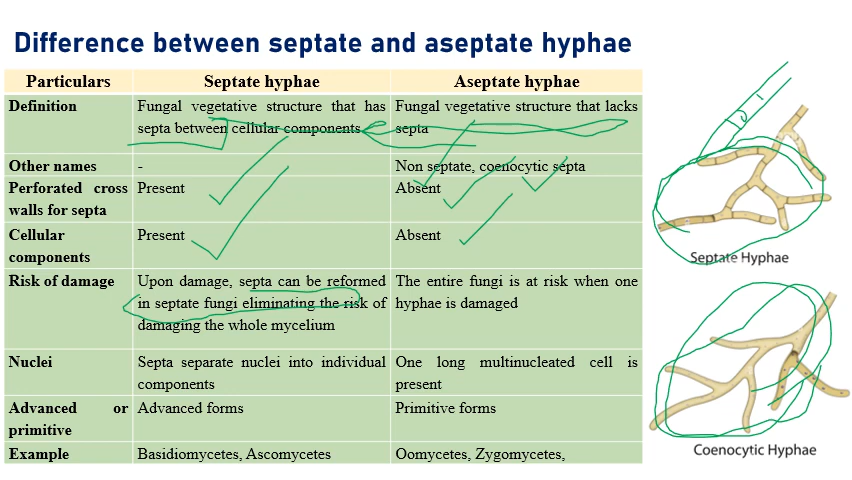 Difference between septate and aseptate hyphae
Particulars Septate hyphae Aseptate hyphae
Definition Fungal vegetative structure that has Fungal vegetative structure that lacks
septa between cellular components septa
Other names - Non septate, coenocytic septa
Perforated cross Present Absent
walls for septa
Cellular Present Absent
components
Risk of damage Upon damage, septa can be reformed The entire fungi is at risk when one
in septate fungi eliminating the risk of hyphae is damaged
damaging the whole mycelium
Nuclei Septa separate nuclei into individual One long multinucleated cell is
components present
Advanced or Advanced forms Primitive forms
primitive
Example Basidiomycetes, Ascomycetes Oomycetes, Zygomycetes,
Septate Hyphae
Coenocytic Hyphae